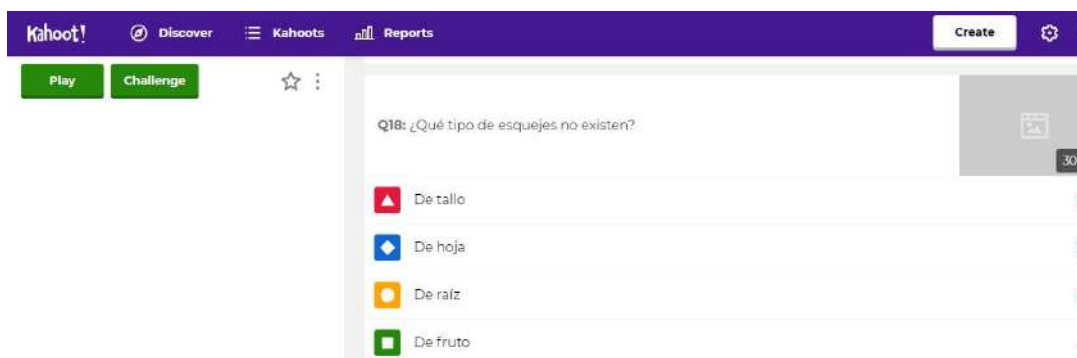 Kahoot! Discover Kahoots Reports Create
Play Challenge
Q18: ¿Qué tipo de esquejes no existen?
30
De tallo
De hoja
De raíz
De fruto